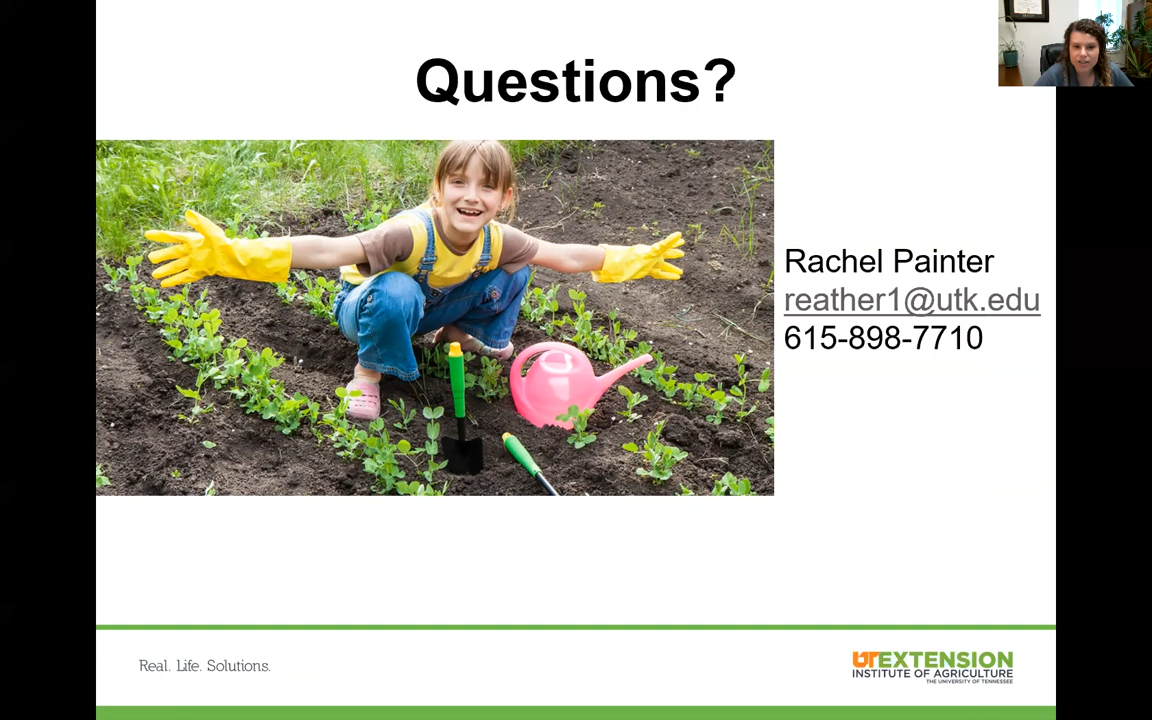 Questions?
Rachel Painter
reather1@utk.edu
615-898-7710
Real. Life. Solutions.
UTEXTENSION
INSTITUTE OF AGRICULTURE
THE UNIVERSITY OF TENNESSEE